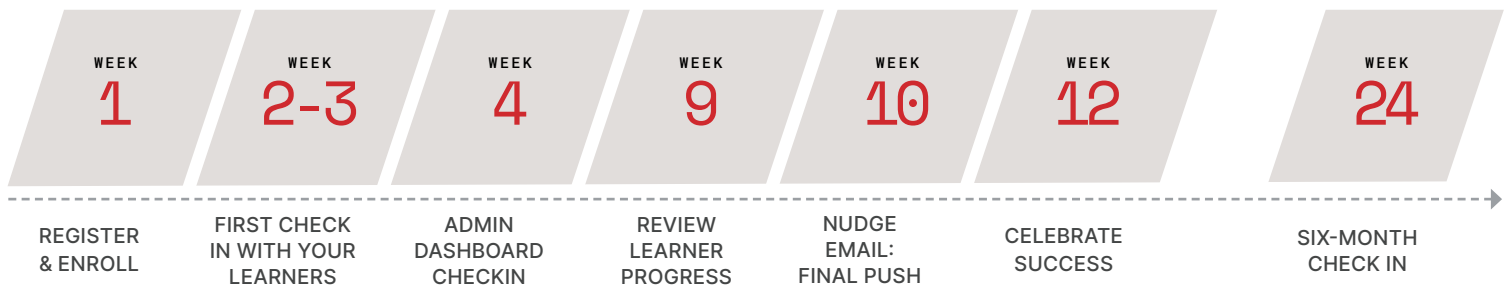 WEEK
1
WEEK
2-3
WEEK
4
WEEK
9
WEEK
10
WEEK
12
WEEK
24
REGISTER
& ENROLL
FIRST CHECK
IN WITH YOUR
LEARNERS
ADMIN
DASHBOARD
CHECKIN
REVIEW
LEARNER
PROGRESS
NUDGE
EMAIL:
FINAL PUSH
CELEBRATE
SUCCESS
SIX-MONTH
CHECK IN